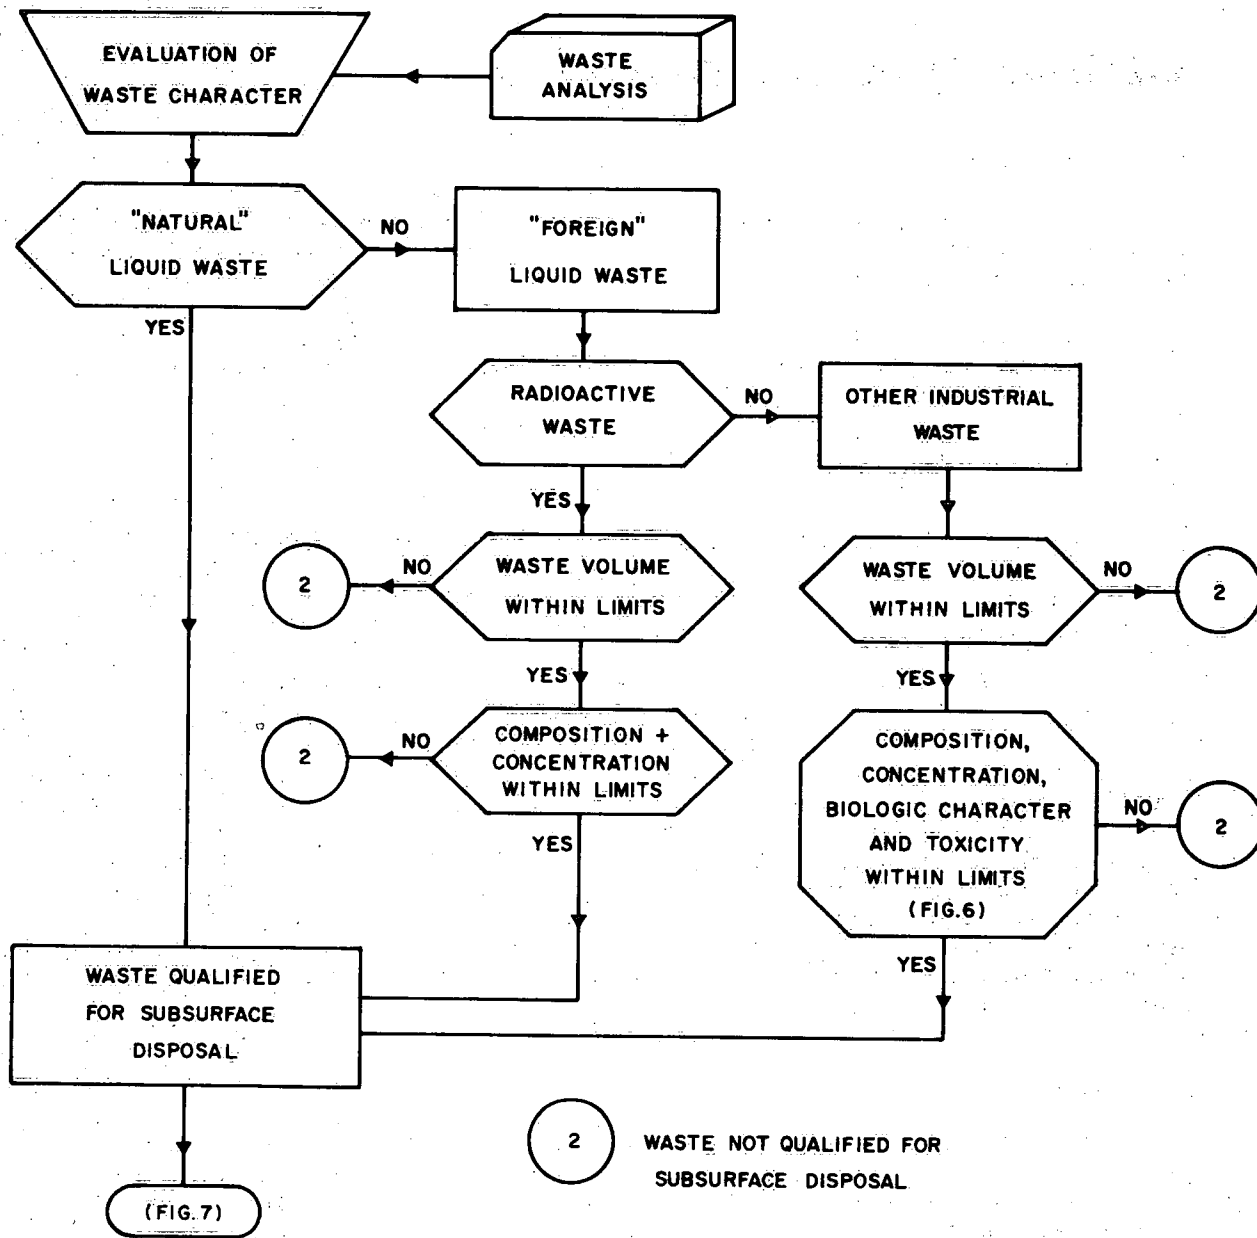 EVALUATION OF
WASTE CHARACTER
WASTE
ANALYSIS
"NATURAL"
LIQUID WASTE
NO
"FOREIGN"
LIQUID WASTE
YES
RADIOACTIVE
WASTE
NO
OTHER INDUSTRIAL
WASTE
YES
2
NO
WASTE VOLUME
WITHIN LIMITS
WASTE VOLUME
WITHIN LIMITS
NO
2
YES
YES
2
NO
COMPOSITION +
CONCENTRATION
WITHIN LIMITS
COMPOSITION,
CONCENTRATION,
BIOLOGIC CHARACTER
AND TOXICITY
WITHIN LIMITS
(FIG.6)
NO
2
YES
YES
WASTE QUALIFIED
FOR SUBSURFACE
DISPOSAL
2
WASTE NOT QUALIFIED FOR
SUBSURFACE DISPOSAL
(FIG.7)